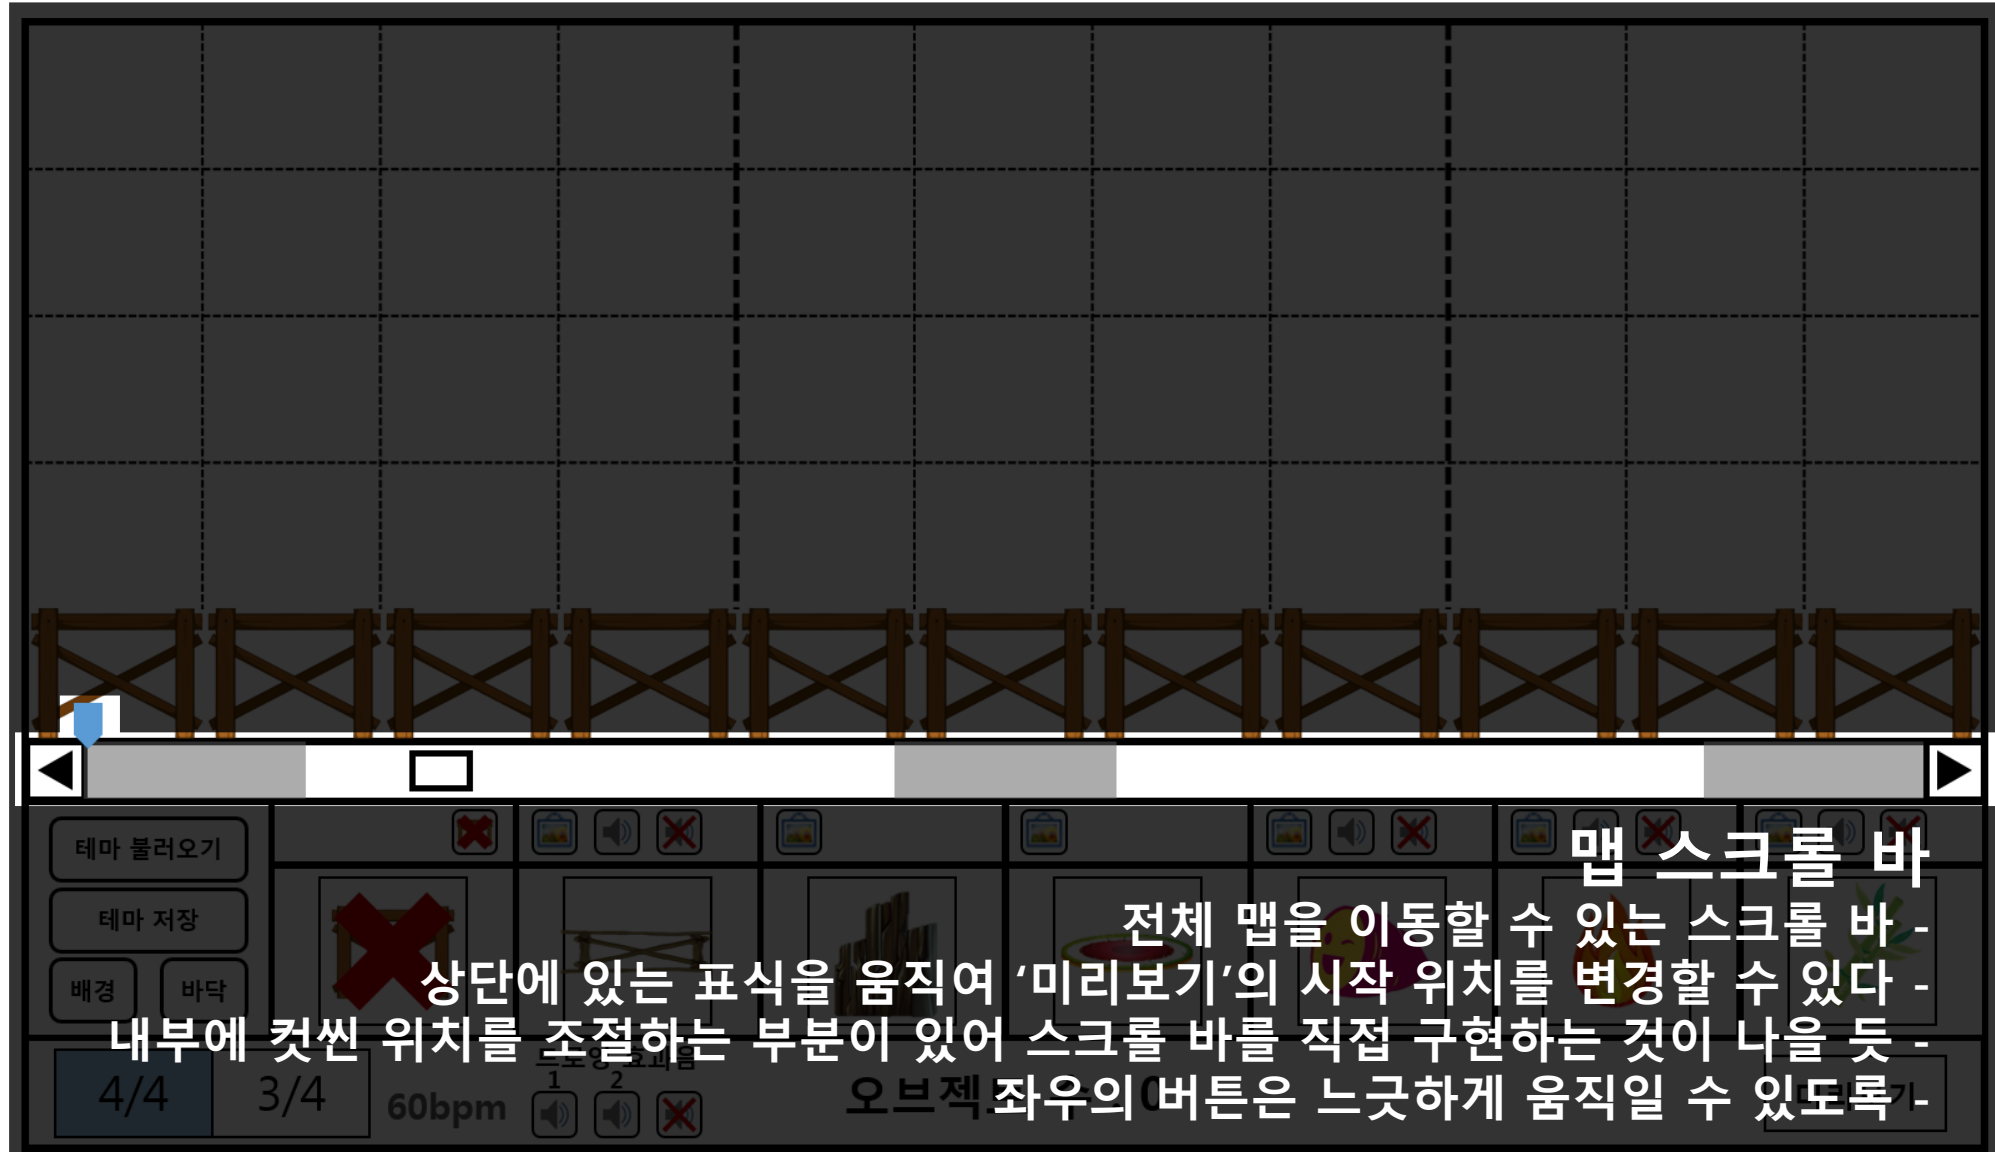 테마 불러오기
맵 스크롤 바
테마 저장
전체 맵을 이동할 수 있는 스크롤 바 -
배경
바닥
상단에 있는 표식을 움직여 ‘미리보기’의 시작 위치를 변경할 수 있다 -
내부에 컷씬 위치를 조절하는 부분이 있어 스크롤 바를 직접 구현하는 것이 나을 듯 -
4/4
3/4
60bpm
효과음
1 2
0
좌우의 버튼은 느긋하게 움직일 수 있도록 -